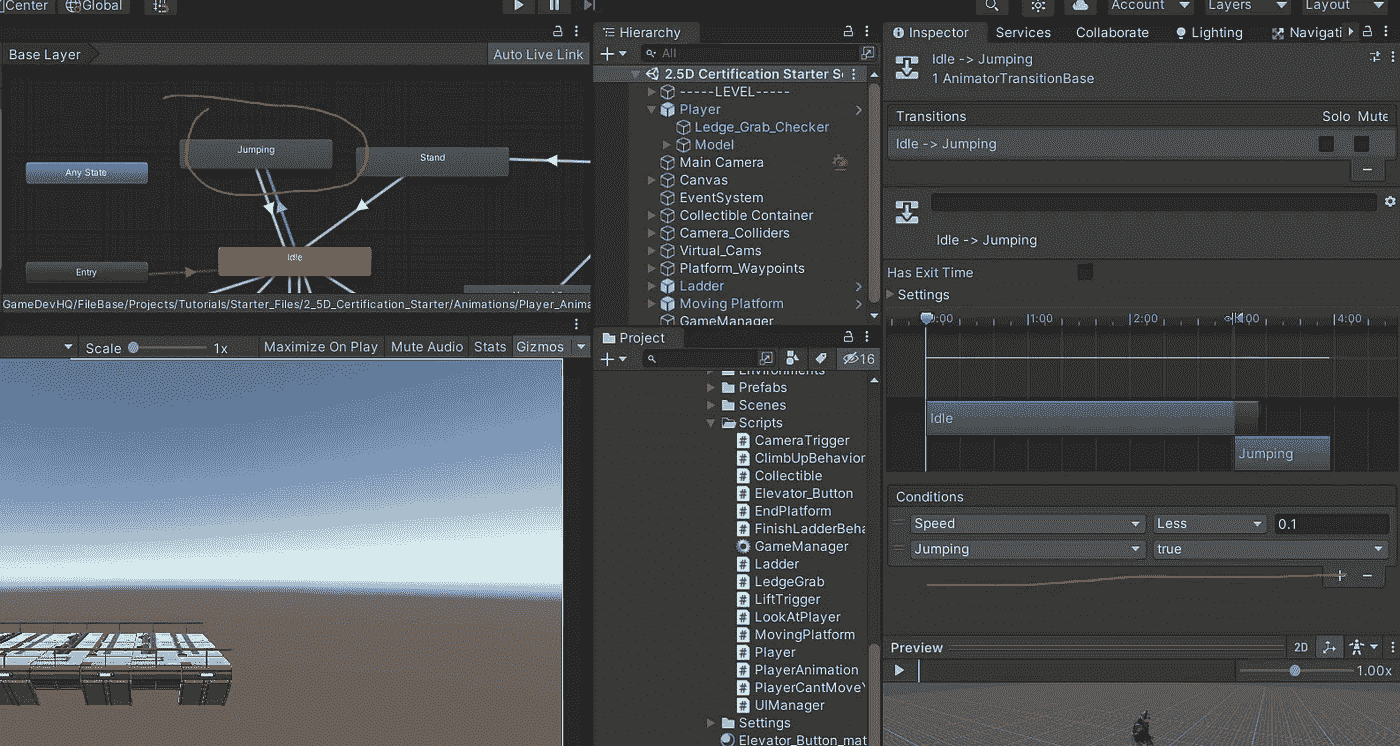 Center Global Account Layers Layout
Base Layer Auto Live Link
Any State
Jumping
Stand
Entry
Idle
GameDevHQ/FileBase/Projects/Tutorials/Starter_Files/2_5D_Certification_Starter/Animations/Player_Anima
Scale 1x Maximize On Play Mute Audio Stats Gizmos
Hierarchy
All
2.5D Certification Starter Sc
-----LEVEL-----
Player
Ledge_Grab_Checker
Model
Main Camera
Canvas
EventSystem
Collectible Container
Camera_Colliders
Virtual_Cams
Platform_Waypoints
Ladder
Moving Platform
GameManager
Project
16
Environments
Prefabs
Scenes
Scripts
CameraTrigger
ClimbUpBehavior
Collectible
Elevator_Button
EndPlatform
FinishLadderBeha
GameManager
Ladder
LedgeGrab
LiftTrigger
LookAtPlayer
MovingPlatform
Player
PlayerAnimation
PlayerCantMove
UIManager
Settings
Elevator_Button_mat
Inspector Services Collaborate Lighting Navigati
Idle -> Jumping
1 AnimatorTransitionBase
Transitions Solo Mute
Idle -> Jumping
Idle -> Jumping
Has Exit Time
Settings
0:00 1:00 2:00 :00 4:00
Idle
Jumping
Conditions
Speed Less 0.1
Jumping true
Preview 2D
1.00x